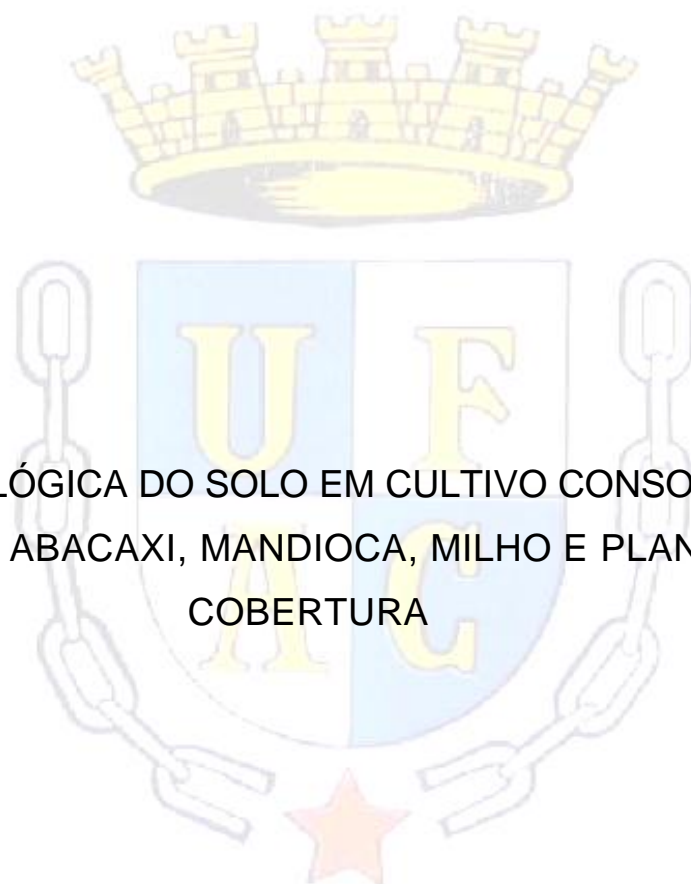 U F
LÓGICA DO SOLO EM CULTIVO CONSO
ABACAXI, MANDIOCA, MILHO E PLAN
COBERTURA
A C